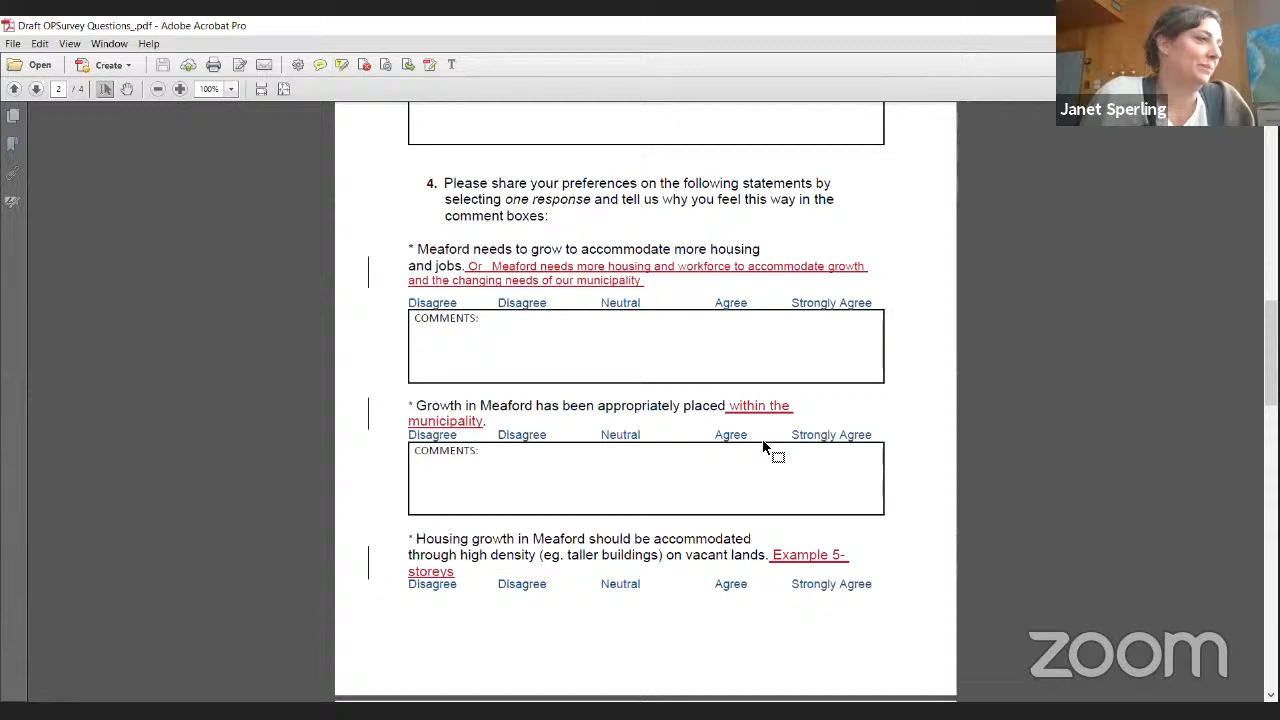 Draft OPSurvey Questions_.pdf - Adobe Acrobat Pro
File Edit View Window Help
Open Create
2 / 4 100%
Janet Sperling
4. Please share your preferences on the following statements by
selecting one response and tell us why you feel this way in the
comment boxes:
* Meaford needs to grow to accommodate more housing
and jobs. Or Meaford needs more housing and workforce to accommodate growth
and the changing needs of our municipality
Disagree Disagree Neutral Agree Strongly Agree
COMMENTS:
* Growth in Meaford has been appropriately placed within the
municipality.
Disagree Disagree Neutral Agree Strongly Agree
COMMENTS:
* Housing growth in Meaford should be accommodated
through high density (eg. taller buildings) on vacant lands. Example 5-
storeys
Disagree Disagree Neutral Agree Strongly Agree
zoom